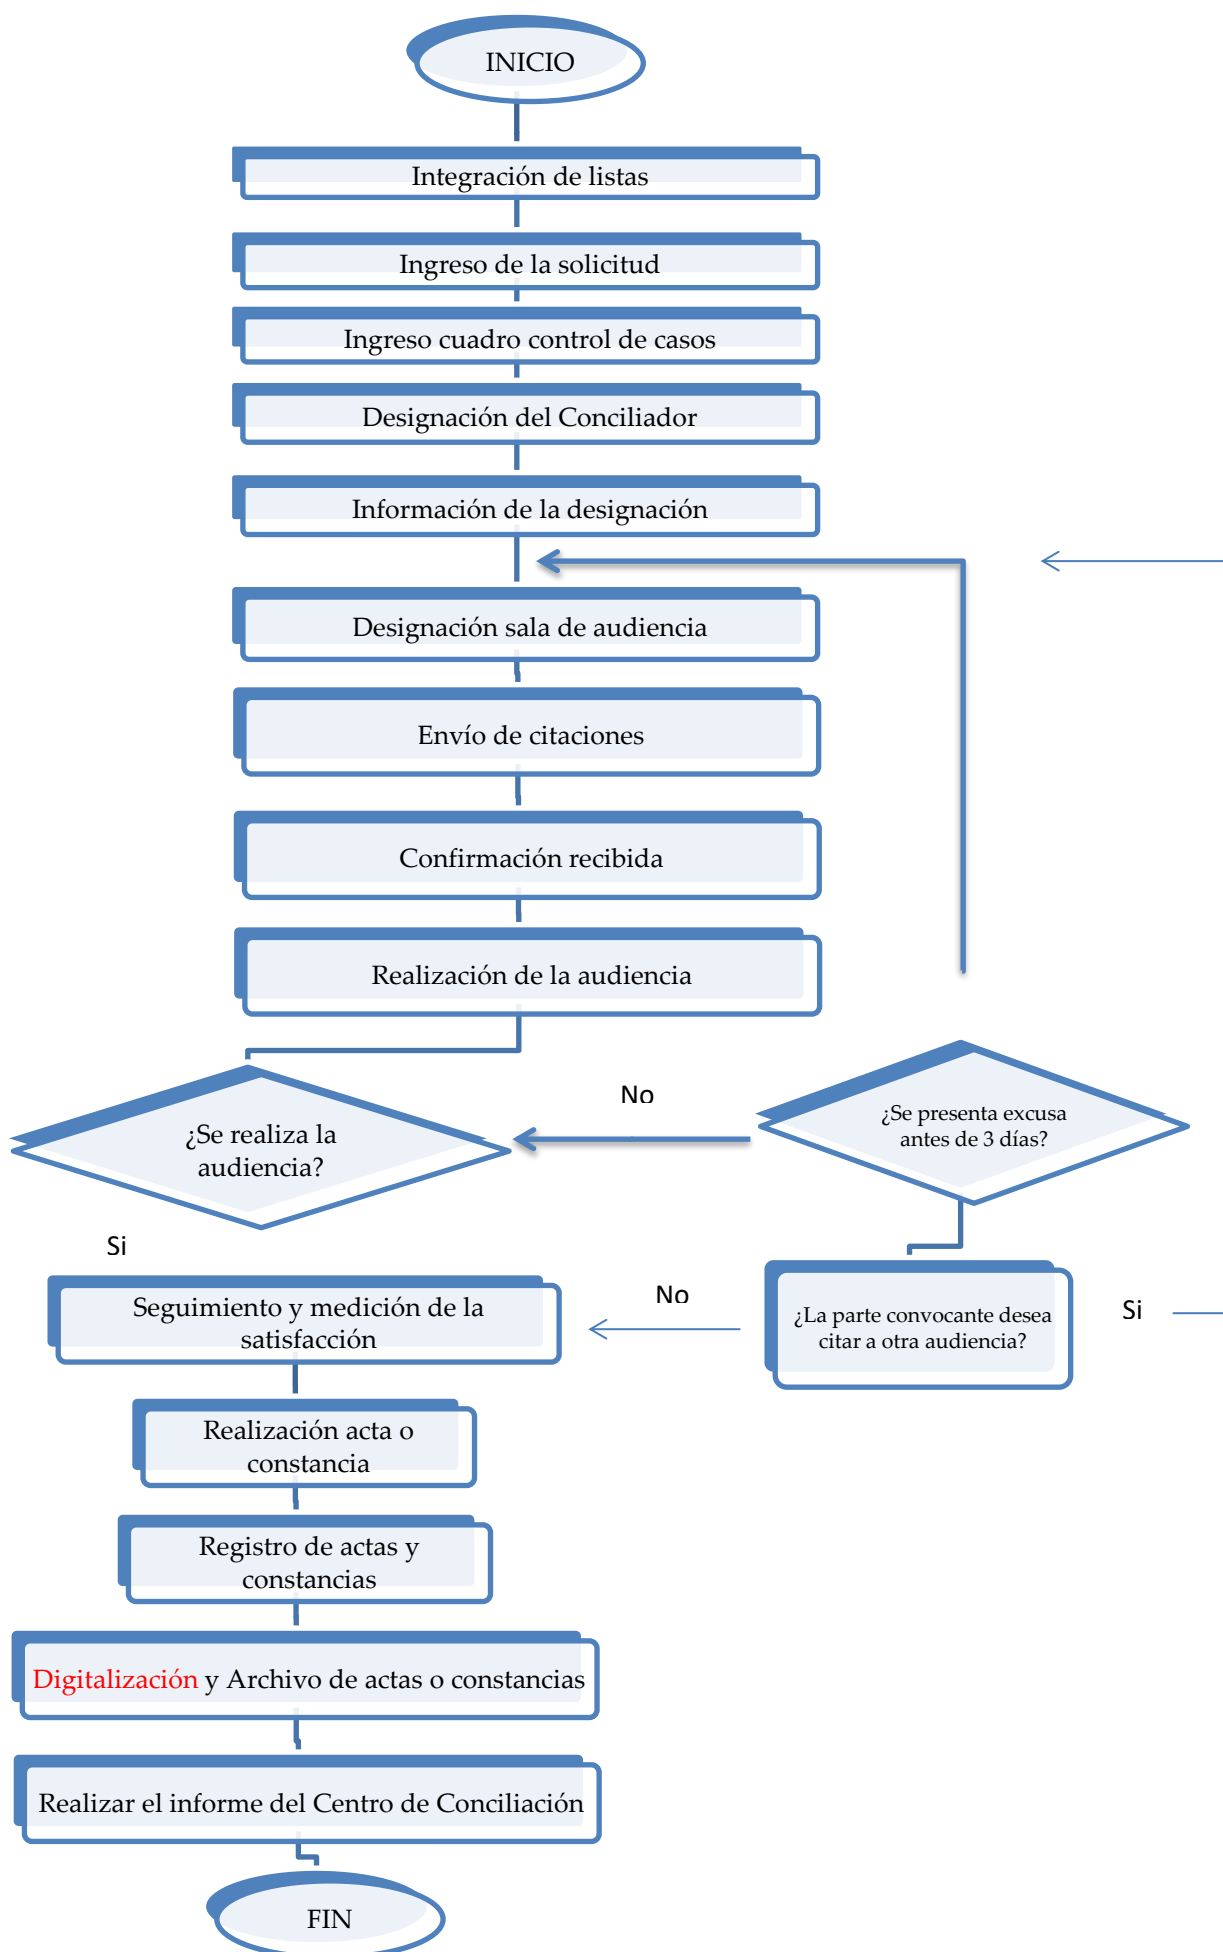 INICIO
Integración de listas
Ingreso de la solicitud
Ingreso cuadro control de casos
Designación del Conciliador
Información de la designación
Designación sala de audiencia
Envío de citaciones
Confirmación recibida
Realización de la audiencia
¿Se realiza la
audiencia?
No
¿Se presenta excusa
antes de 3 días?
Si
Seguimiento y medición de la
satisfacción
No
¿La parte convocante desea
citar a otra audiencia?
Si
Realización acta o
constancia
Registro de actas y
constancias
Digitalización y Archivo de actas o constancias
Realizar el informe del Centro de Conciliación
FIN